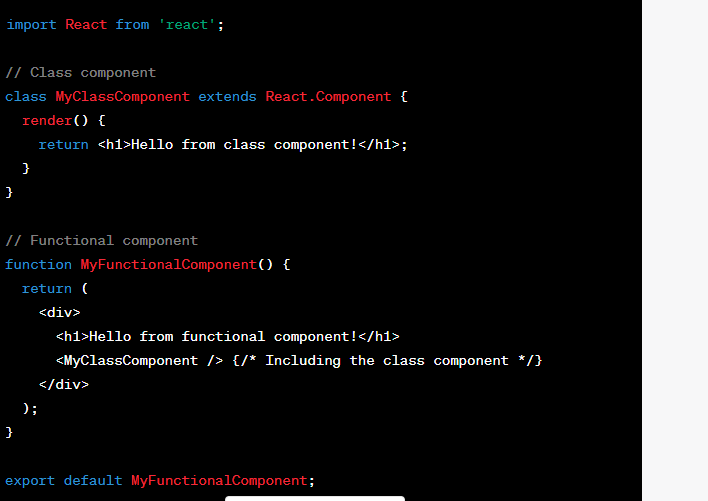 import React from 'react';
// Class component
class MyClassComponent extends React.Component {
  render() {
    return <h1>Hello from class component!</h1>;
  }
}
// Functional component
function MyFunctionalComponent() {
  return (
    <div>
      <h1>Hello from functional component!</h1>
      <MyClassComponent /> {/* Including the class component */}
    </div>
  );
}
export default MyFunctionalComponent;